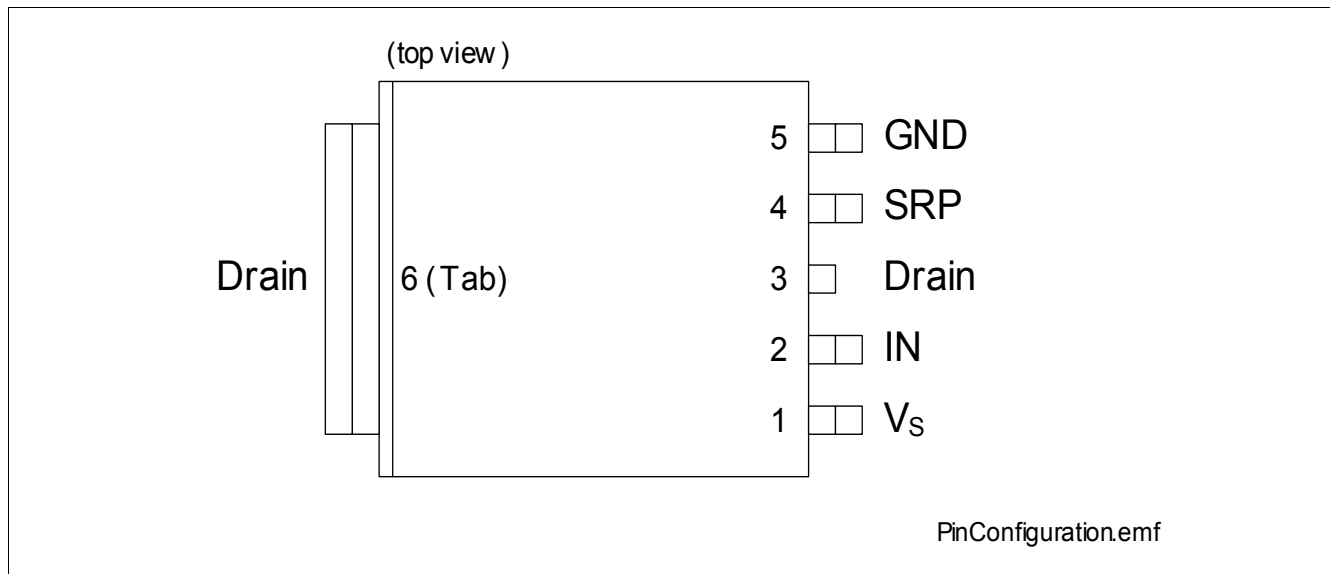 (top view)
5 GND
4 SRP
Drain 6 (Tab) 3 Drain
2 IN
1 VS
PinConfiguration.emf